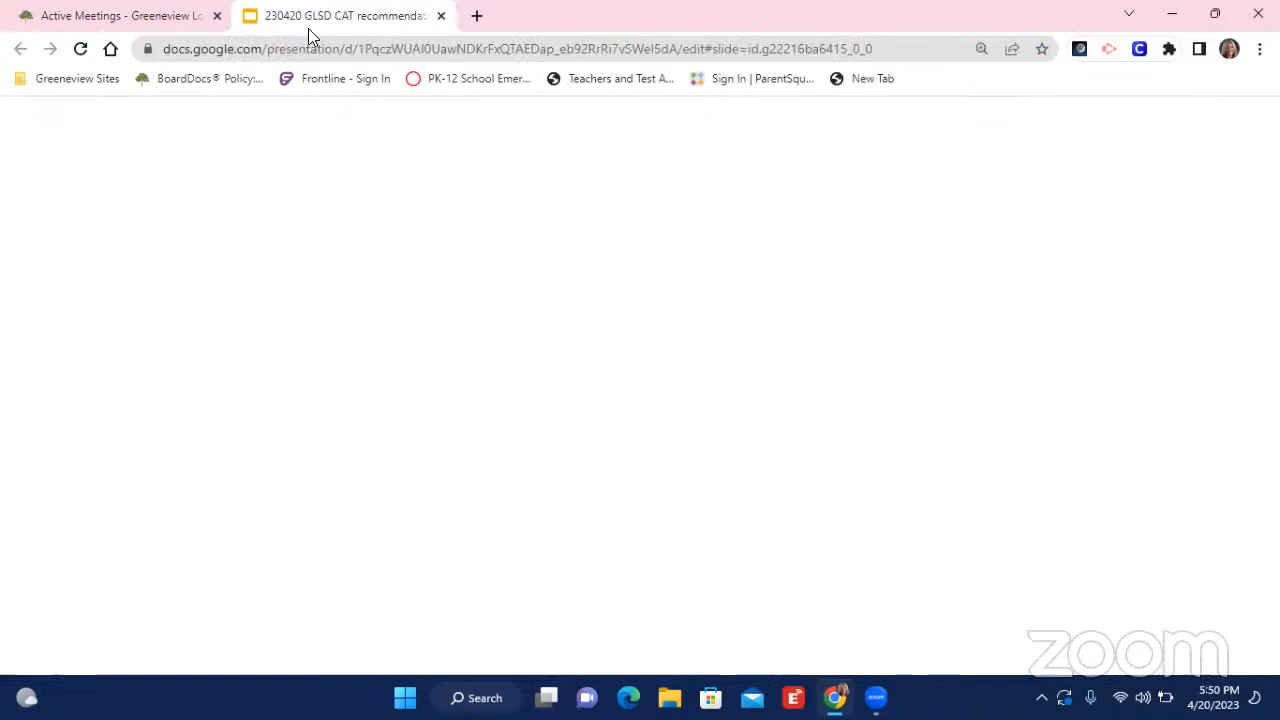 Active Meetings - Greeneview Lo
230420 GLSD CAT recommendat
docs.google.com/presentation/d/1PqczWUAI0UawNDKrFxQTAEDap_eb92RrRi7vSWeI5dA/edit#slide=id.g22216ba6415_0_0
Greeneview Sites
BoardDocs® Policy:...
Frontline - Sign In
PK-12 School Emer...
Teachers and Test A...
Sign In | ParentSqu...
New Tab
zoom
Search
zoom
5:50 PM
4/20/2023